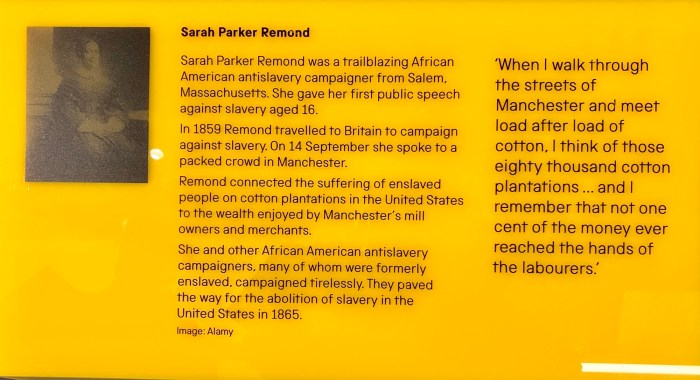 Sarah Parker Remond
Sarah Parker Remond was a trailblazing African
American antislavery campaigner from Salem,
Massachusetts. She gave her first public speech
against slavery aged 16.
In 1859 Remond travelled to Britain to campaign
against slavery. On 14 September she spoke to a
packed crowd in Manchester.
Remond connected the suffering of enslaved
people on cotton plantations in the United States
to the wealth enjoyed by Manchester's mill
owners and merchants.
She and other African American antislavery
campaigners, many of whom were formerly
enslaved, campaigned tirelessly. They paved
the way for the abolition of slavery in the
United States in 1865.
Image: Alamy
'When I walk through
the streets of
Manchester and meet
load after load of
cotton, I think of those
eighty thousand cotton
plantations ... and I
remember that not one
cent of the money ever
reached the hands of
the labourers.'